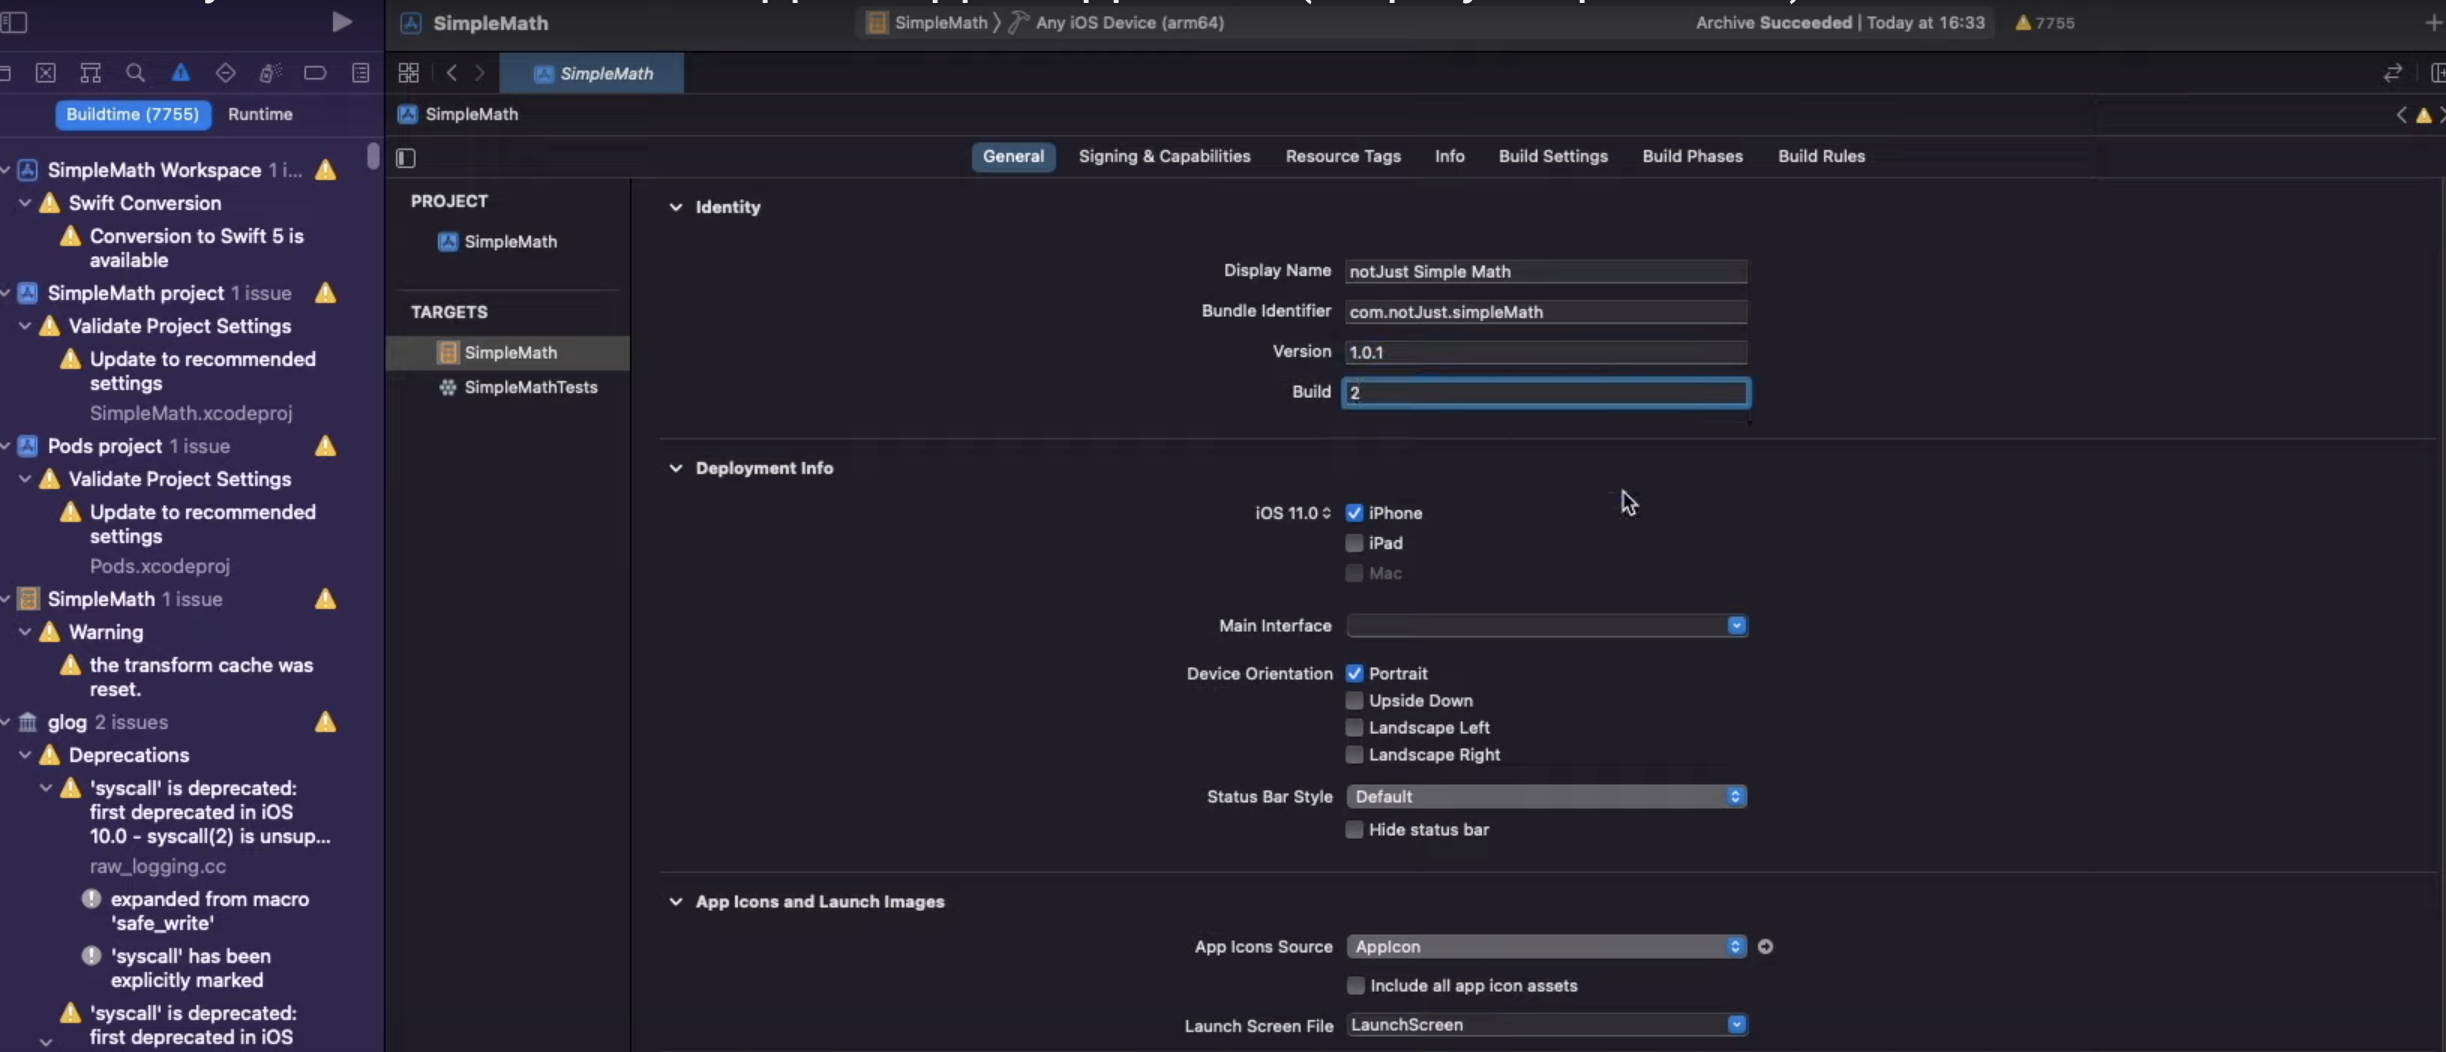 SimpleMath
SimpleMath
Any iOS Device (arm64)
Archive Succeeded | Today at 16:33
7755
SimpleMath
Buildtime (7755)
Runtime
SimpleMath
General
Signing & Capabilities
Resource Tags
Info
Build Settings
Build Phases
Build Rules
SimpleMath Workspace 1 i...
Swift Conversion
Conversion to Swift 5 is
available
SimpleMath project 1 issue
Validate Project Settings
Update to recommended
settings
SimpleMath.xcodeproj
Pods project 1 issue
Validate Project Settings
Update to recommended
settings
Pods.xcodeproj
SimpleMath 1 issue
Warning
the transform cache was
reset.
glog 2 issues
Deprecations
'syscall' is deprecated:
first deprecated in iOS
10.0 - syscall(2) is unsup...
raw_logging.cc
expanded from macro
'safe_write'
'syscall' has been
explicitly marked
'syscall' is deprecated:
first deprecated in iOS
PROJECT
SimpleMath
TARGETS
SimpleMath
SimpleMathTests
Identity
Display Name notJust Simple Math
Bundle Identifier com.notJust.simpleMath
Version 1.0.1
Build 2
Deployment Info
iOS 11.0 iPhone
iPad
Mac
Main Interface
Device Orientation Portrait
Upside Down
Landscape Left
Landscape Right
Status Bar Style Default
Hide status bar
App Icons and Launch Images
App Icons Source AppIcon
Include all app icon assets
Launch Screen File LaunchScreen